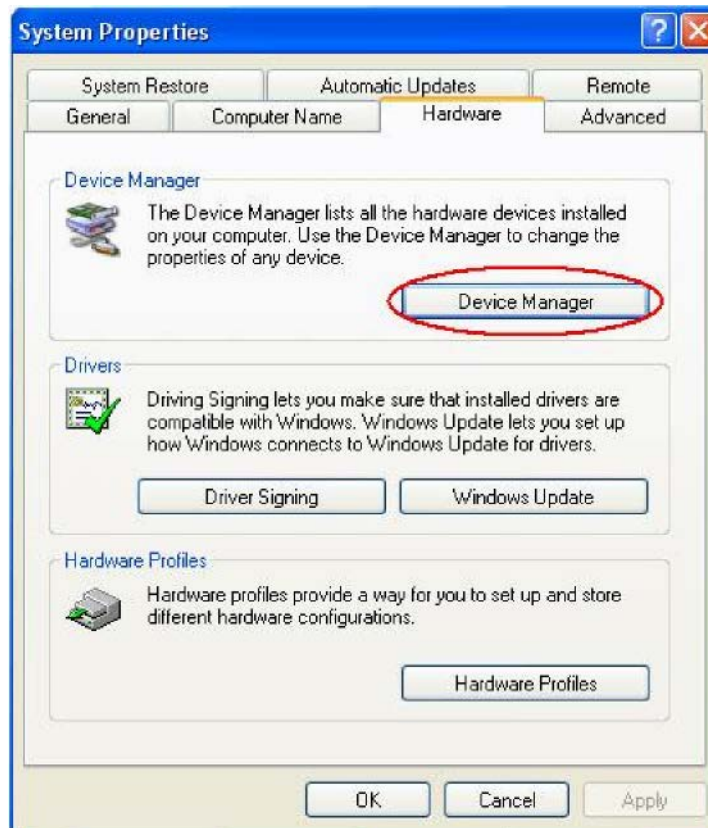 System Properties
System Restore
Automatic Updates
Remote
General
Computer Name
Hardware
Advanced
Device Manager
The Device Manager lists all the hardware devices installed
on your computer. Use the Device Manager to change the
properties of any device.
Device Manager
Drivers
Driving Signing lets you make sure that installed drivers are
compatible with Windows. Windows Update lets you set up
how Windows connects to Windows Update for drivers.
Driver Signing
Windows Update
Hardware Profiles
Hardware profiles provide a way for you to set up and store
different hardware configurations.
Hardware Profiles
OK
Cancel
Apply